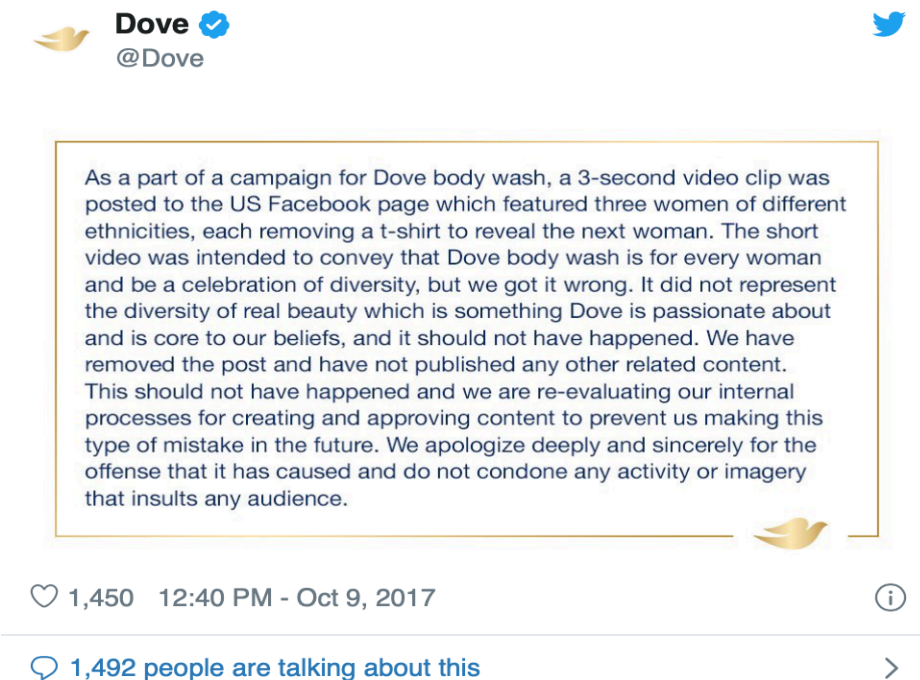 Dove
@Dove
As a part of a campaign for Dove body wash, a 3-second video clip was
posted to the US Facebook page which featured three women of different
ethnicities, each removing a t-shirt to reveal the next woman. The short
video was intended to convey that Dove body wash is for every woman
and be a celebration of diversity, but we got it wrong. It did not represent
the diversity of real beauty which is something Dove is passionate about
and is core to our beliefs, and it should not have happened. We have
removed the post and have not published any other related content.
This should not have happened and we are re-evaluating our internal
processes for creating and approving content to prevent us making this
type of mistake in the future. We apologize deeply and sincerely for the
offense that it has caused and do not condone any activity or imagery
that insults any audience.
1,450 12:40 PM - Oct 9, 2017
1,492 people are talking about this